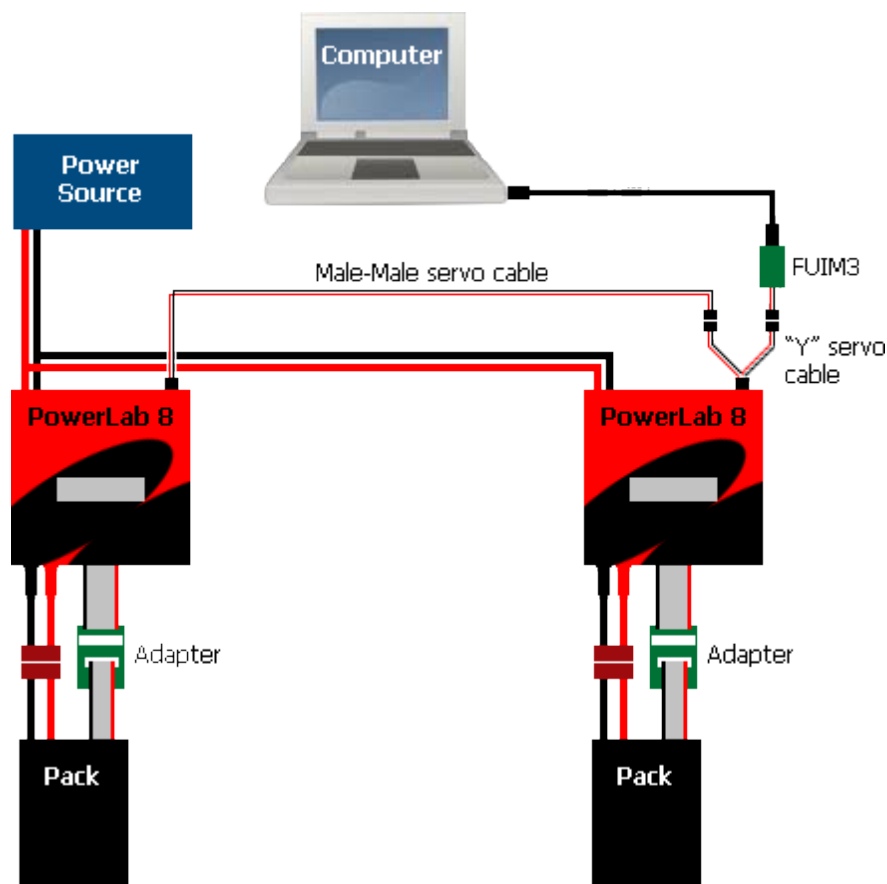 Computer
Power
Source
FUIM3
Male-Male servo cable
"Y" servo
cable
PowerLab 8
PowerLab 8
Adapter
Adapter
Pack
Pack